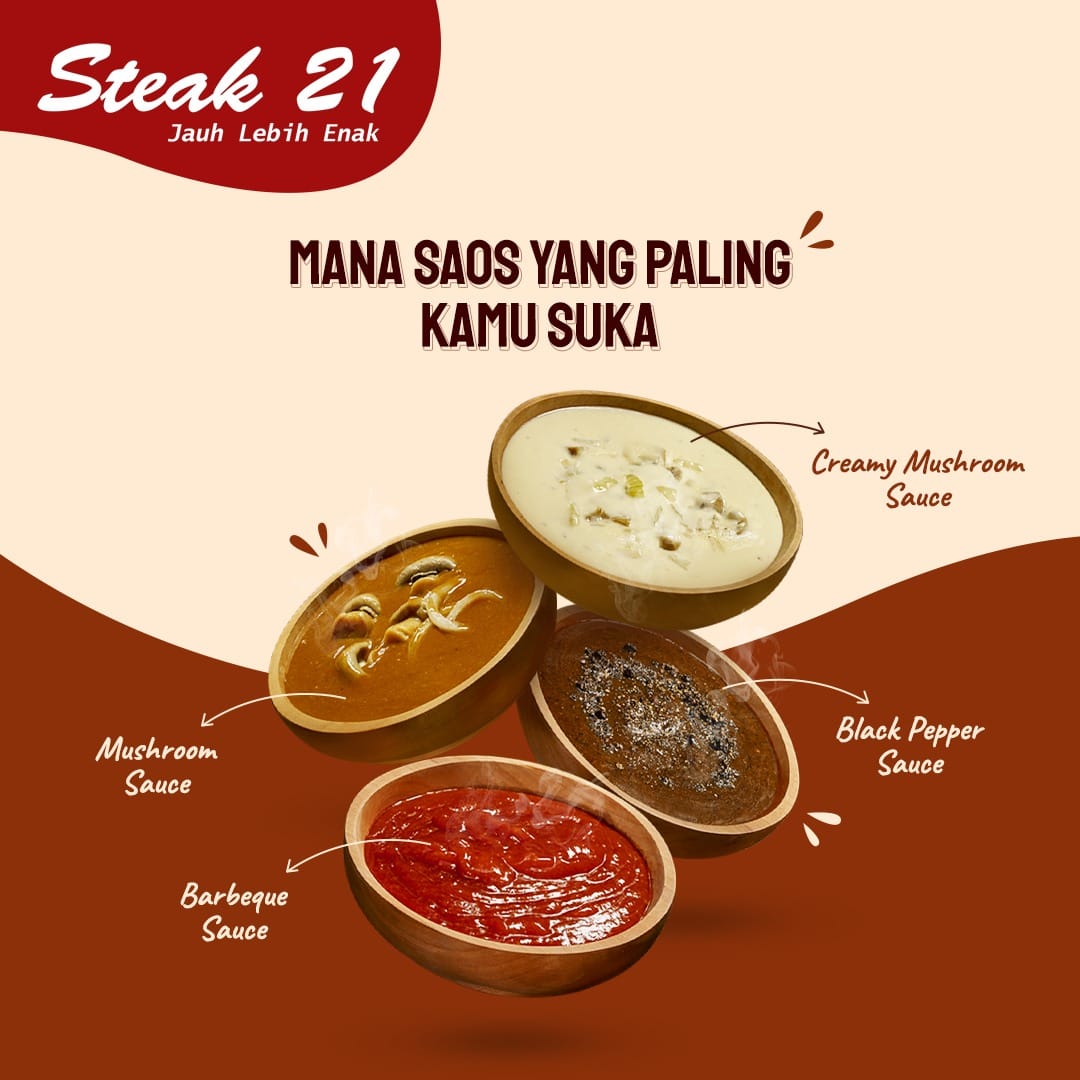 Steak 21
Jauh Lebih Enak
MANA SAOS YANG PALING
KAMU SUKA
Creamy Mushroom
Sauce
Mushroom
Sauce
Black Pepper
Sauce
Barbeque
Sauce